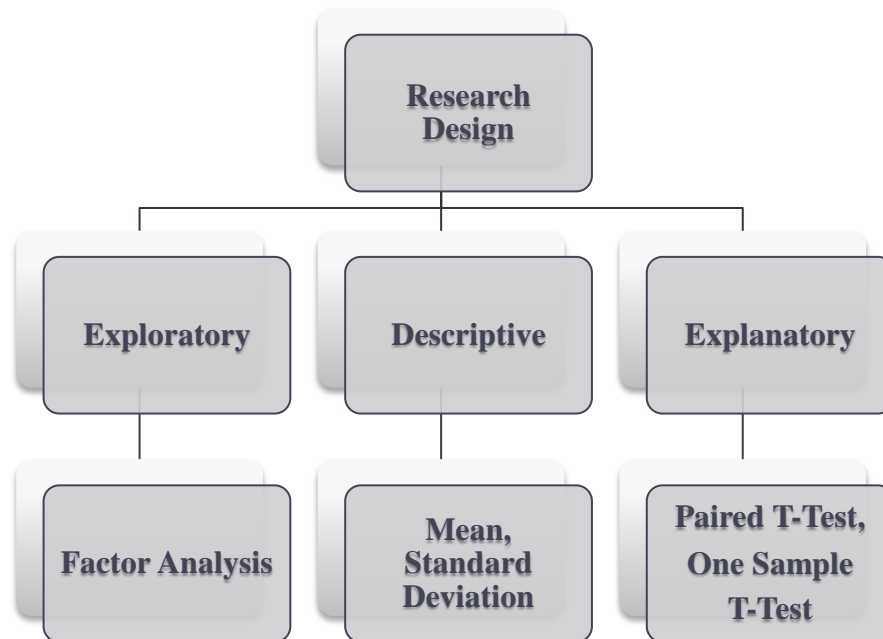 Research
Design
Exploratory
Descriptive
Explanatory
Factor Analysis
Mean,
Standard
Deviation
Paired T-Test,
One Sample
T-Test